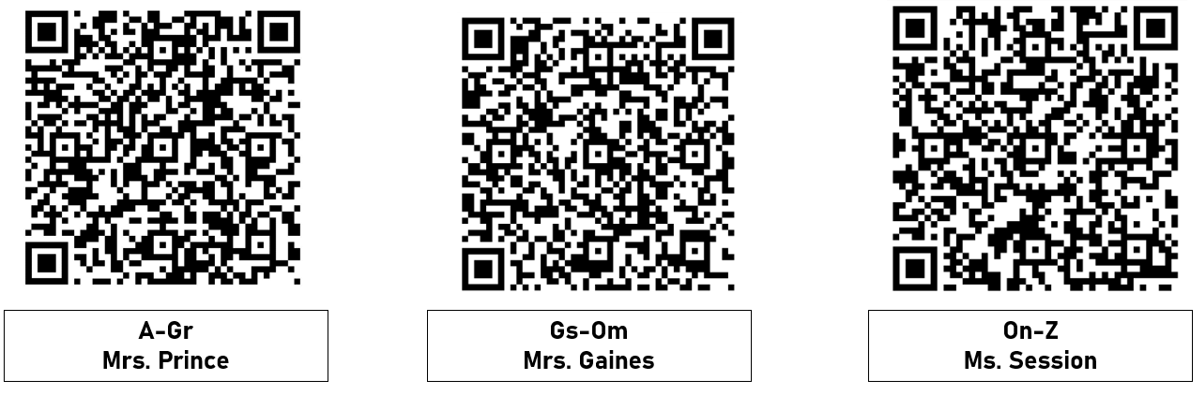 A-Gr
Mrs. Prince
Gs-Om
Mrs. Gaines
On-Z
Ms. Session